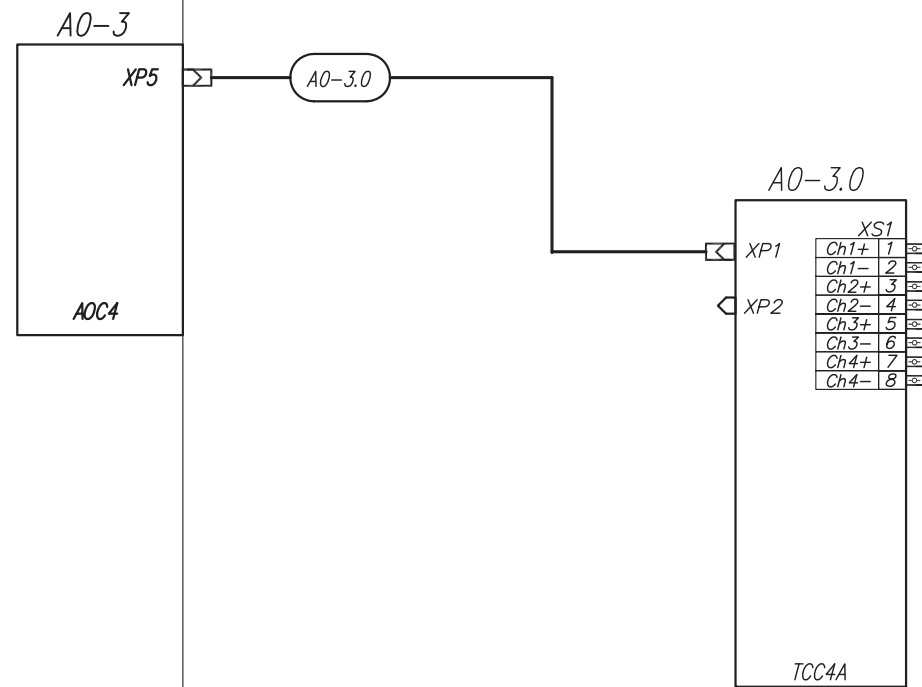 A0-3
XP5
A0-3.0
AOC4
A0-3.0
XS1
XP1
Ch1+ 1
Ch1- 2
Ch2+ 3
XP2
Ch2- 4
Ch3+ 5
Ch3- 6
Ch4+ 7
Ch4- 8
TCC4A